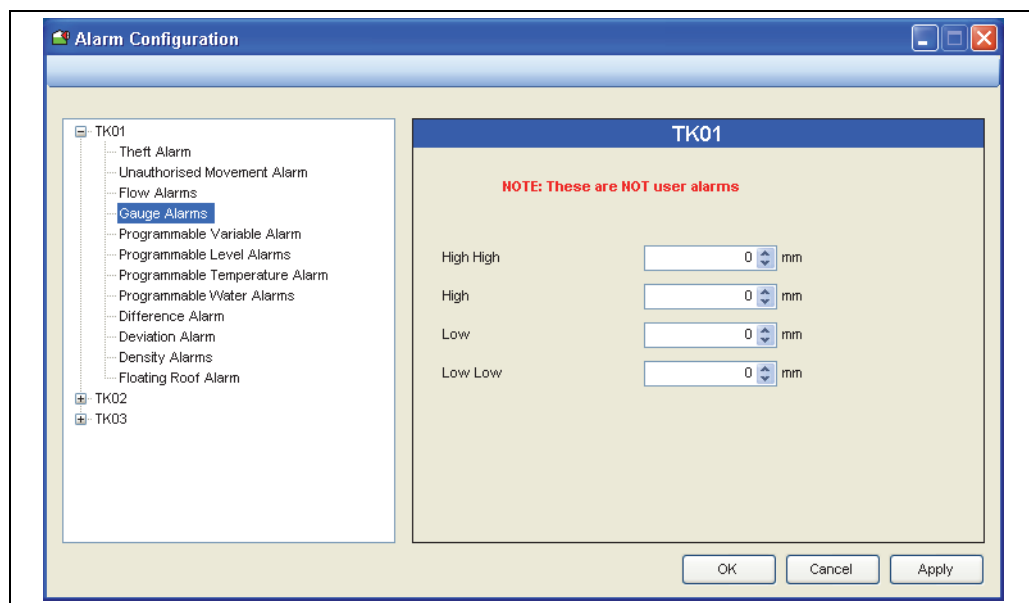 Alarm Configuration
TK01
Theft Alarm
Unauthorised Movement Alarm
Flow Alarms
Gauge Alarms
Programmable Variable Alarm
Programmable Level Alarms
Programmable Temperature Alarm
Programmable Water Alarms
Difference Alarm
Deviation Alarm
Density Alarms
Floating Roof Alarm
TK02
TK03
TK01
NOTE: These are NOT user alarms
High High 0 mm
High 0 mm
Low 0 mm
Low Low 0 mm
OK Cancel Apply